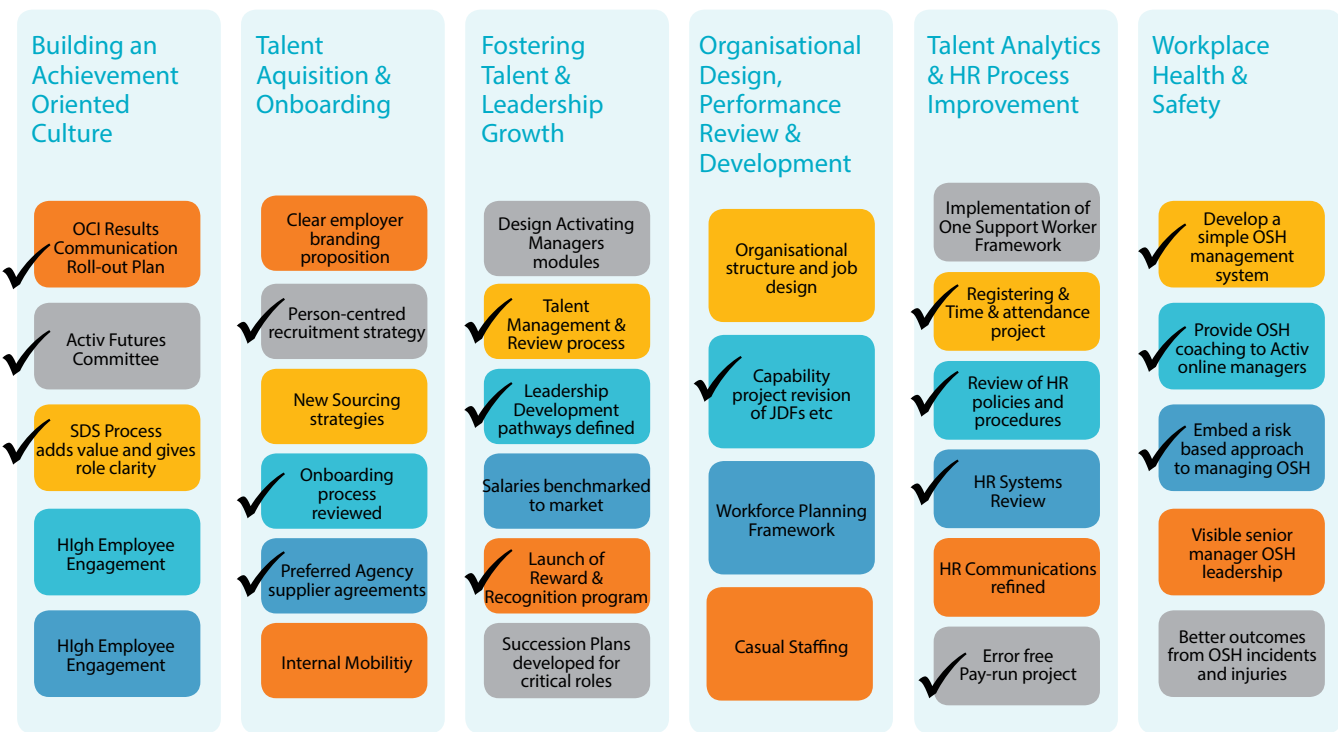 Building an
Achievement
Oriented
Culture
OCI Results
Communication
Roll-out Plan
Activ Futures
Committee
SDS Process
adds value and gives
role clarity
HIgh Employee
Engagement
HIgh Employee
Engagement
Talent
Aquisition &
Onboarding
Clear employer
branding
proposition
Person-centred
recruitment strategy
New Sourcing
strategies
Onboarding
process
reviewed
Preferred Agency
supplier agreements
Internal Mobilitiy
Fostering
Talent &
Leadership
Growth
Design Activating
Managers
modules
Talent
Management &
Review process
Leadership
Development
pathways defined
Salaries benchmarked
to market
Launch of
Reward &
Recognition program
Succession Plans
developed for
critical roles
Organisational
Design,
Performance
Review &
Development
Organisational
structure and job
design
Capability
project revision
of JDFs etc
Workforce Planning
Framework
Casual Staffing
Talent Analytics
& HR Process
Improvement
Implementation of
One Support Worker
Framework
Registering &
Time & attendance
project
Review of HR
policies and
procedures
HR Systems
Review
HR Communications
refined
Error free
Pay-run project
Workplace
Health &
Safety
Develop a
simple OSH
management
system
Provide OSH
coaching to Activ
online managers
Embed a risk
based approach
to managing OSH
Visible senior
manager OSH
leadership
Better outcomes
from OSH incidents
and injuries